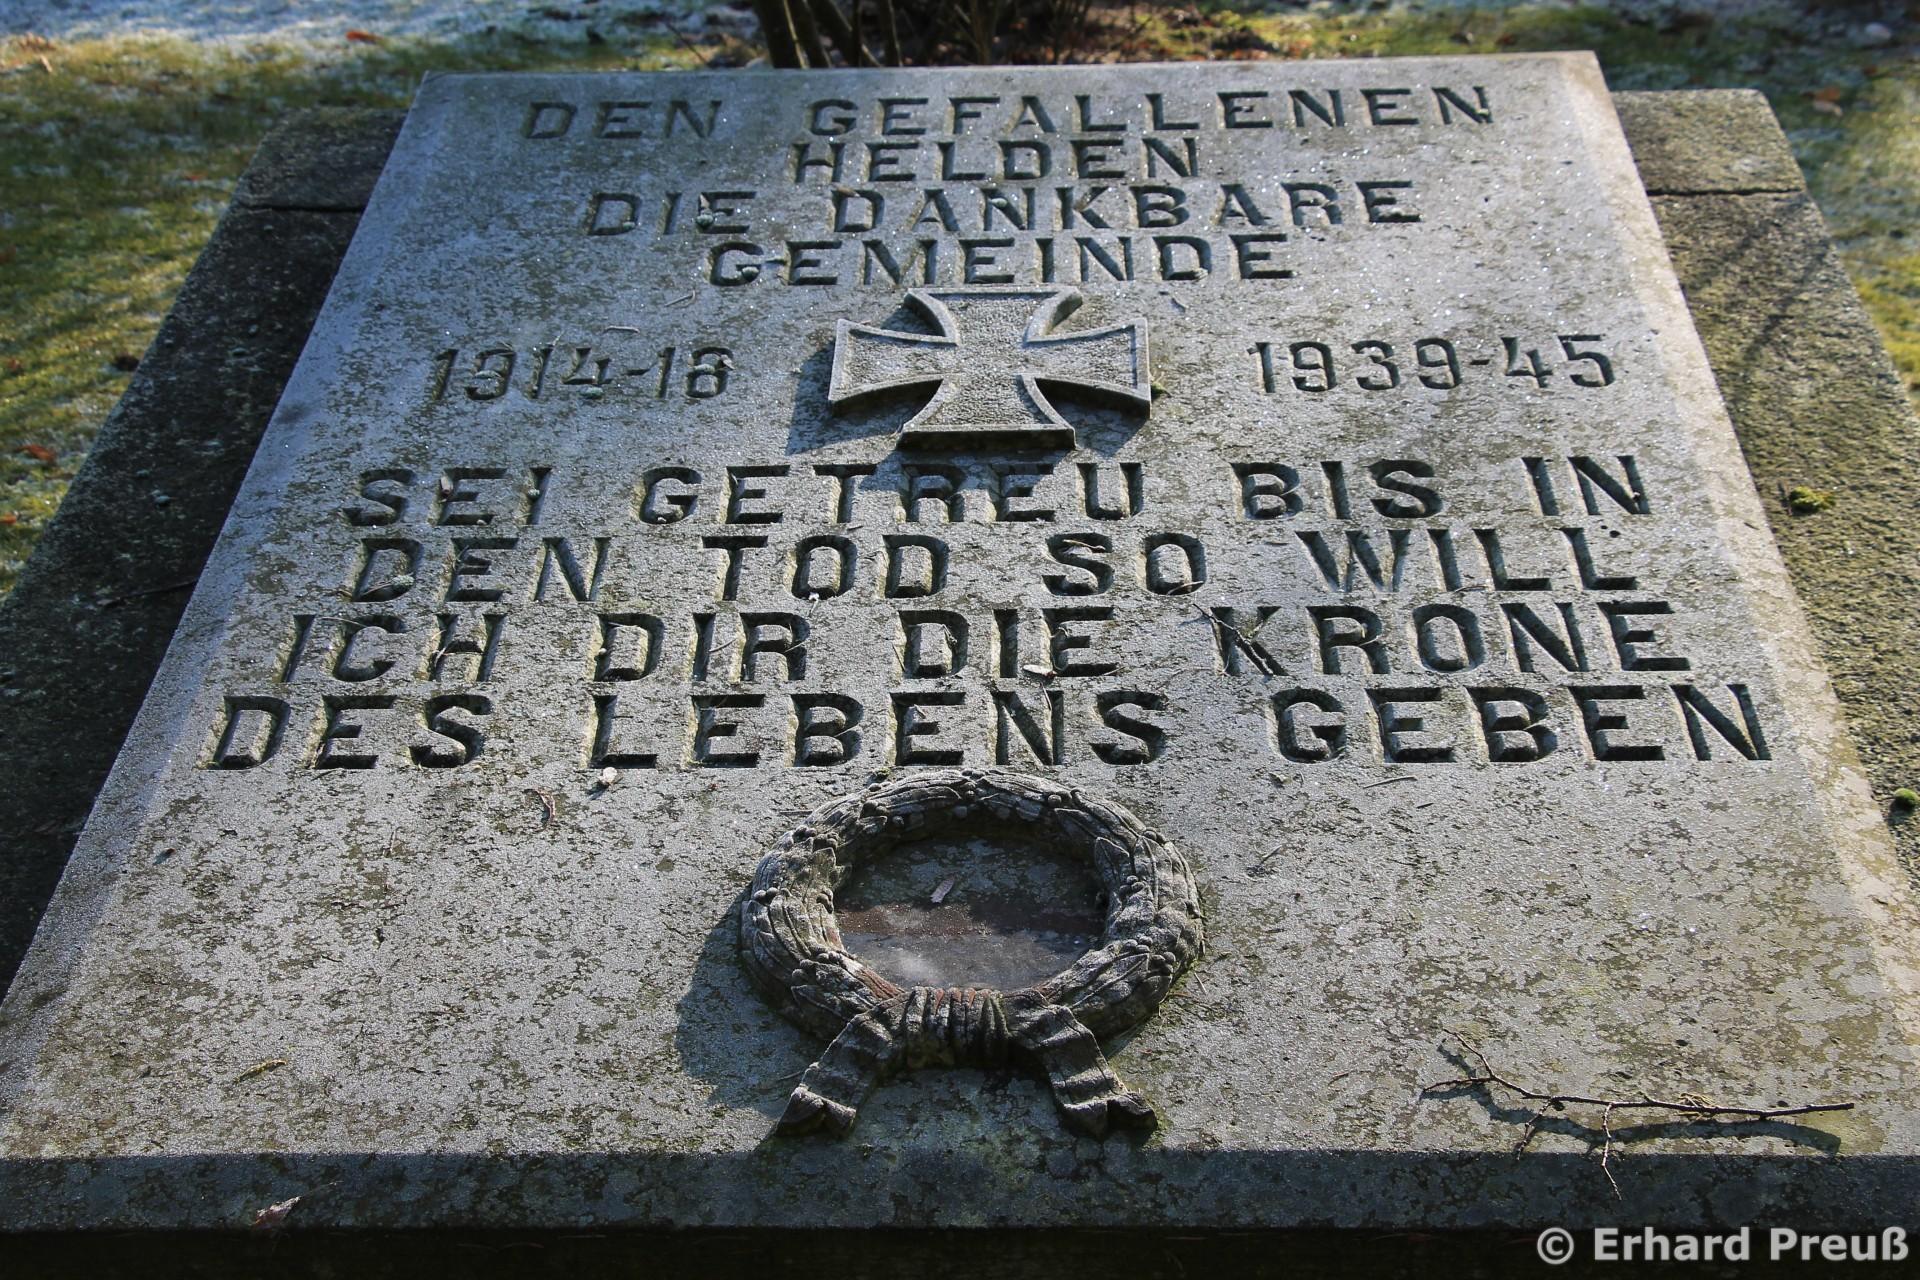 DEN GEFALLENEN
HELDEN
DIE DANKBARE
GEMEINDE
1914-18 1939-45
SEI GETREU BIS IN
DEN TOD SO WILL
ICH DIR DIE KRONE
DES LEBENS GEBEN
© Erhard Preuß